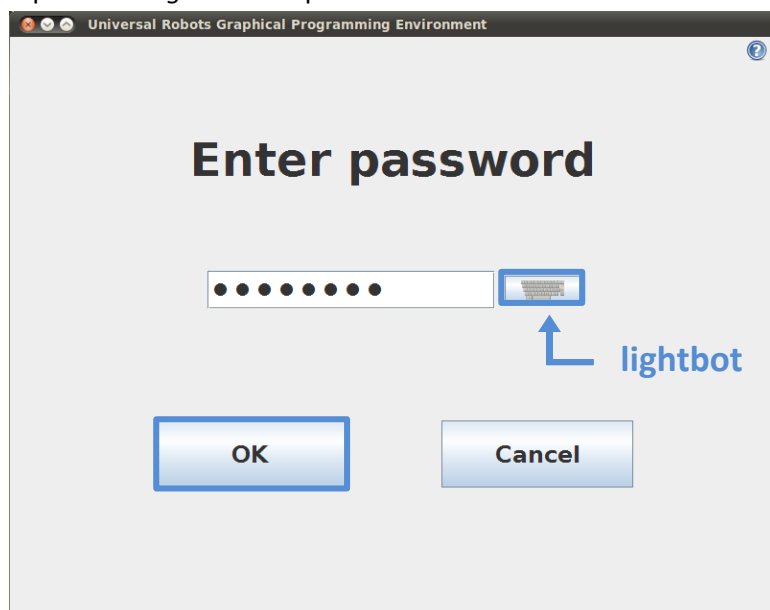 Universal Robots Graphical Programming Environment
Enter password
lightbot
OK
Cancel